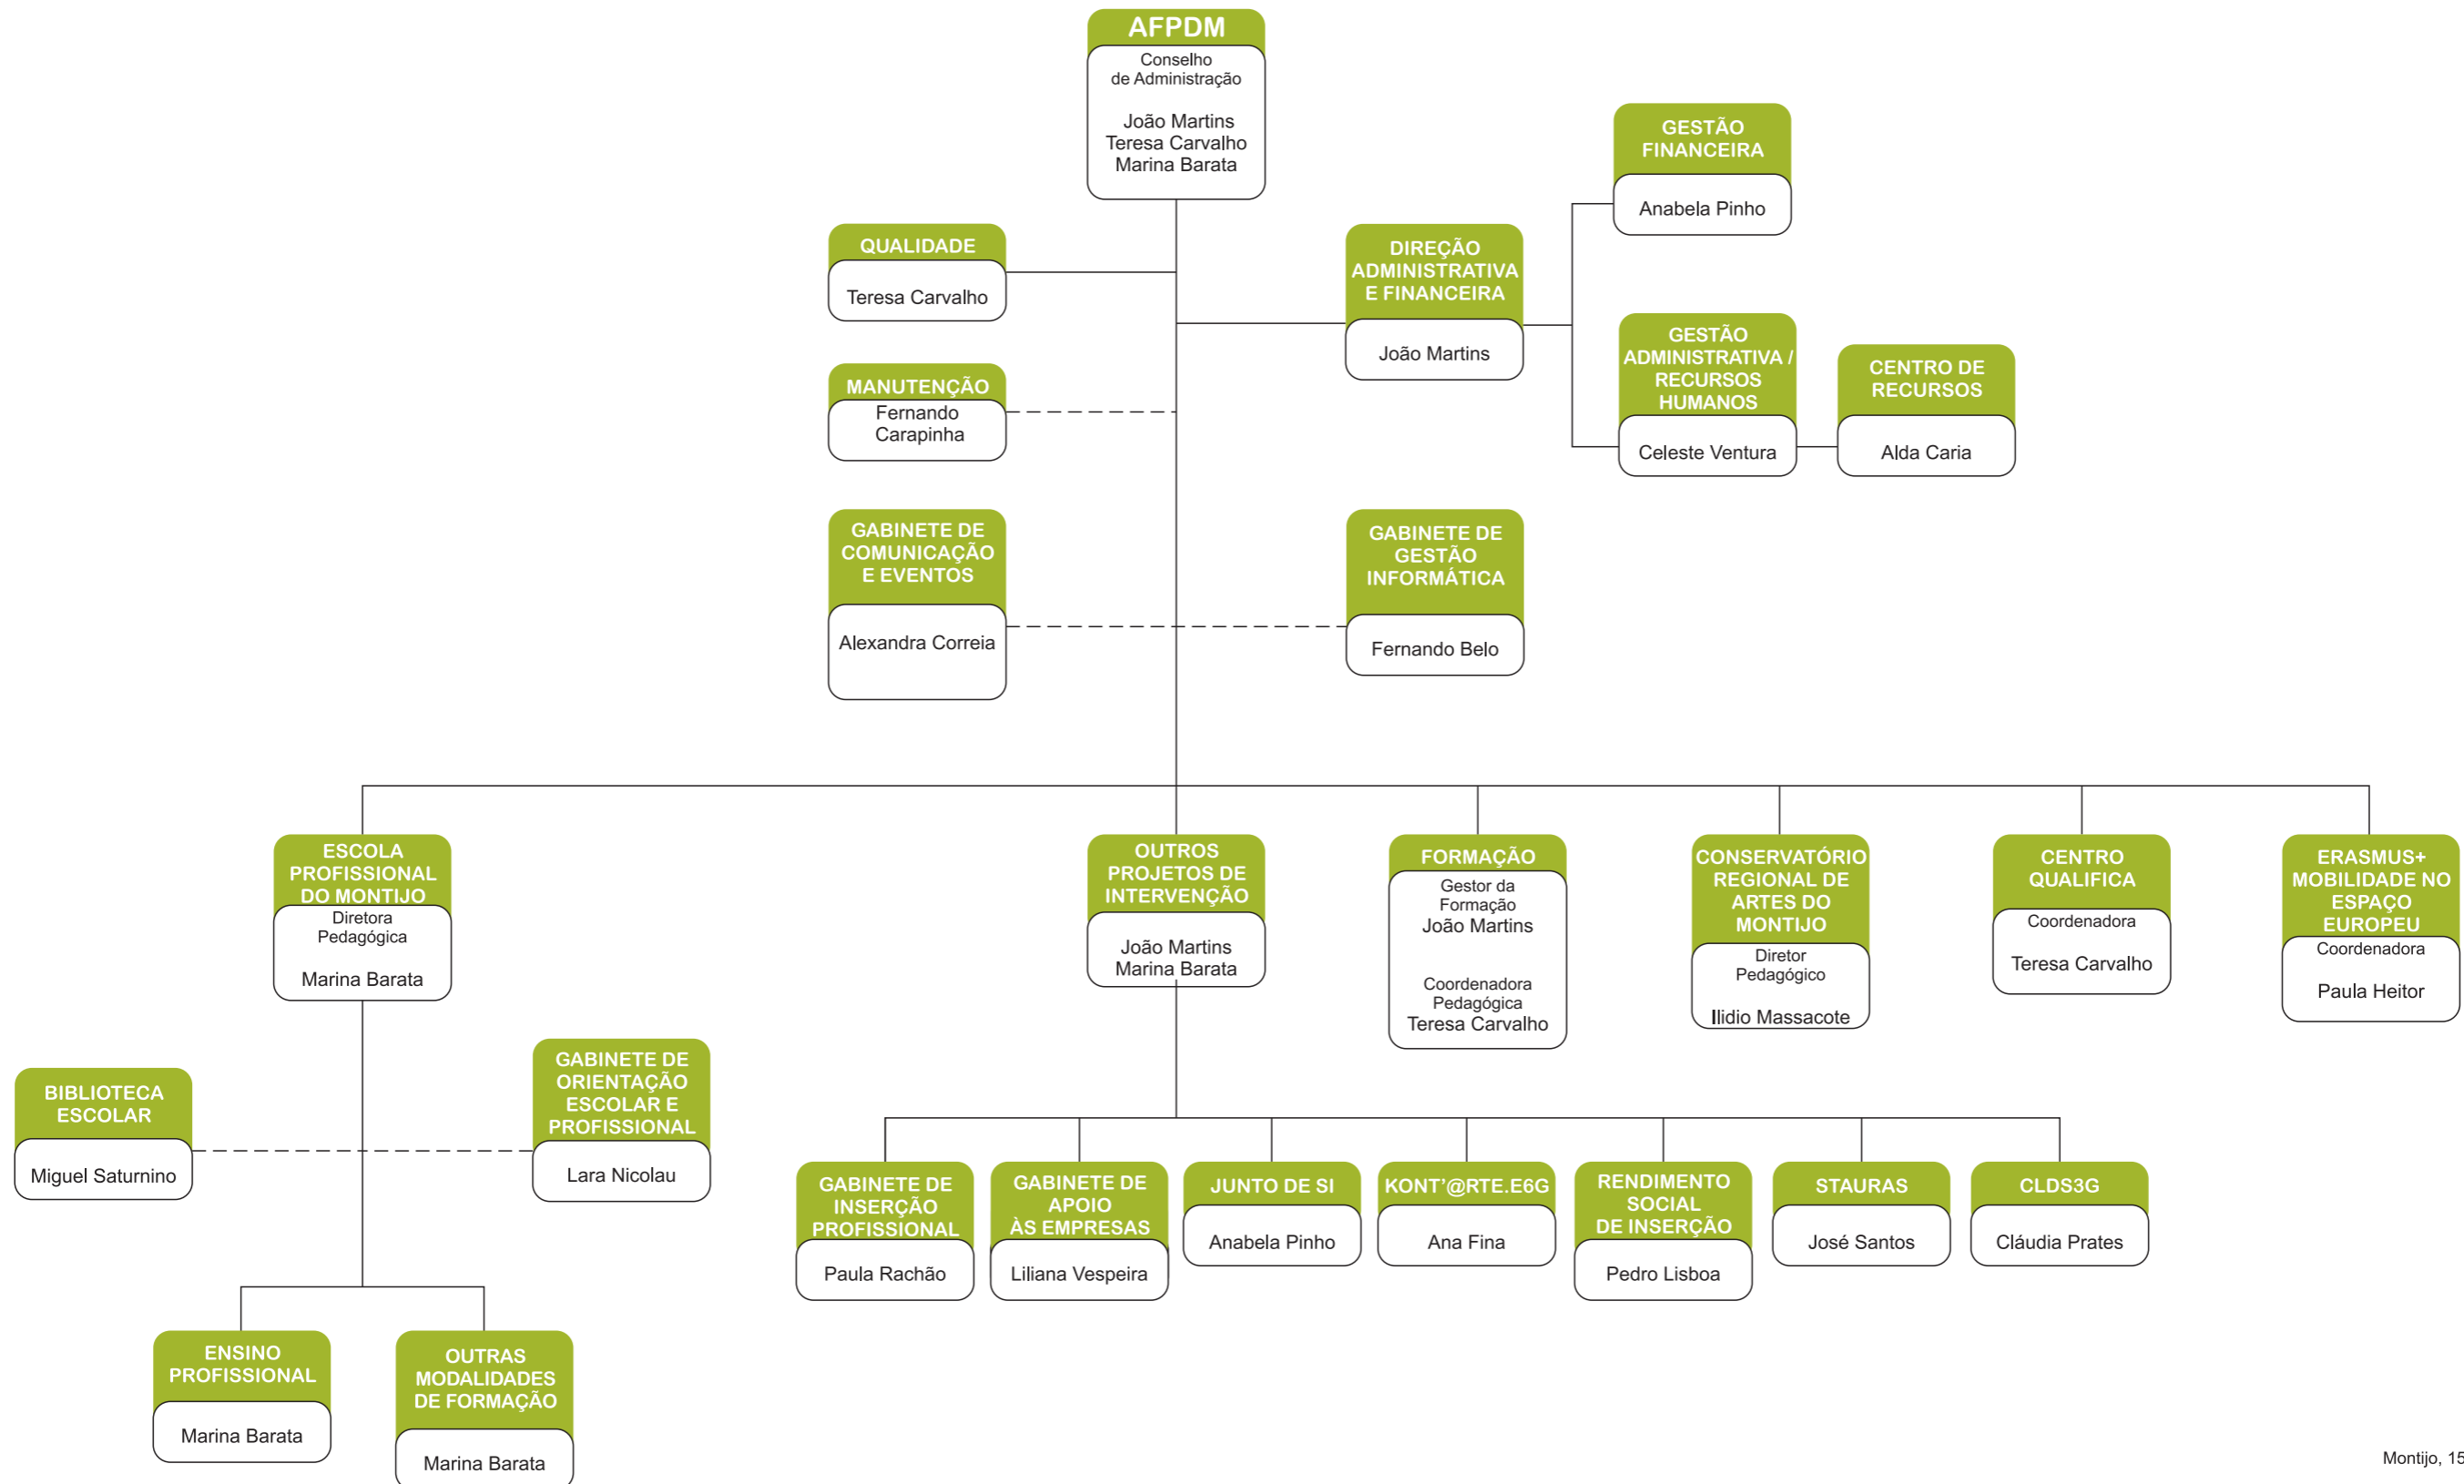 AFPDM
Conselho
de Administração
João Martins
Teresa Carvalho
Marina Barata
GESTÃO
FINANCEIRA
Anabela Pinho
QUALIDADE
Teresa Carvalho
DIREÇÃO
ADMINISTRATIVA
E FINANCEIRA
João Martins
GESTÃO
ADMINISTRATIVA /
RECURSOS
HUMANOS
Celeste Ventura
CENTRO DE
RECURSOS
Alda Caria
MANUTENÇÃO
Fernando
Carapinha
GABINETE DE
COMUNICAÇÃO
E EVENTOS
Alexandra Correia
GABINETE DE
GESTÃO
INFORMÁTICA
Fernando Belo
ESCOLA
PROFISSIONAL
DO MONTIJO
Diretora
Pedagógica
Marina Barata
OUTROS
PROJETOS DE
INTERVENÇÃO
João Martins
Marina Barata
FORMAÇÃO
Gestor da
Formação
João Martins
Coordenadora
Pedagógica
Teresa Carvalho
CONSERVATÓRIO
REGIONAL DE
ARTES DO
MONTIJO
Diretor
Pedagógico
Ilidio Massacote
CENTRO
QUALIFICA
Coordenadora
Teresa Carvalho
ERASMUS+
MOBILIDADE NO
ESPAÇO
EUROPEU
Coordenadora
Paula Heitor
BIBLIOTECA
ESCOLAR
Miguel Saturnino
GABINETE DE
ORIENTAÇÃO
ESCOLAR E
PROFISSIONAL
Lara Nicolau
GABINETE DE
INSERÇÃO
PROFISSIONAL
Paula Rachão
GABINETE DE
APOIO
ÀS EMPRESAS
Liliana Vespeira
JUNTO DE SI
Anabela Pinho
KONT’@RTE.E6G
Ana Fina
RENDIMENTO
SOCIAL
DE INSERÇÃO
Pedro Lisboa
STAURAS
José Santos
CLDS3G
Cláudia Prates
ENSINO
PROFISSIONAL
Marina Barata
OUTRAS
MODALIDADES
DE FORMAÇÃO
Marina Barata
Montijo, 15